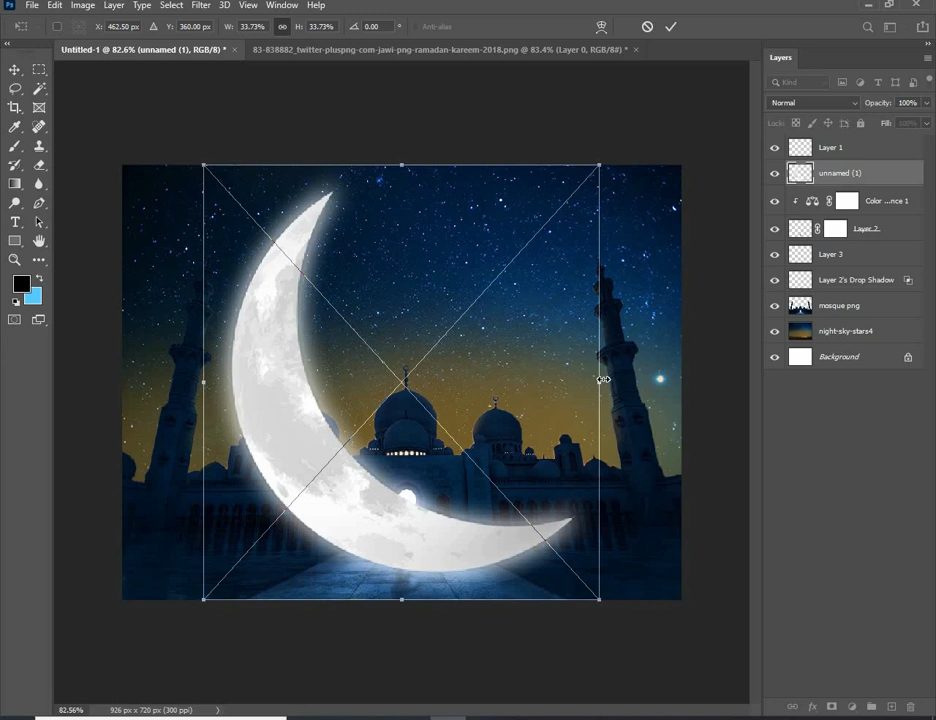 File Edit Image Layer Type Select Filter 3D View Window Help
X: 462.50 px Y: 360.00 px W: 33.73% H: 33.73% 0.00 ° Anti-alias
Untitled-1 @ 82.6% (unnamed (1), RGB/8) * × 83-838882_twitter-pluspng-com-jawi-png-ramadan-kareem-2018.png @ 83.4% (Layer 0, RGB/8#) * ×
Layers
Kind
Normal Opacity: 100%
Lock: Fill: 100%
Layer 1
unnamed (1)
Color ...nce 1
Layer 2
Layer 3
Layer 2's Drop Shadow
mosque png
night-sky-stars4
Background
82.56% 926 px x 720 px (300 ppi)